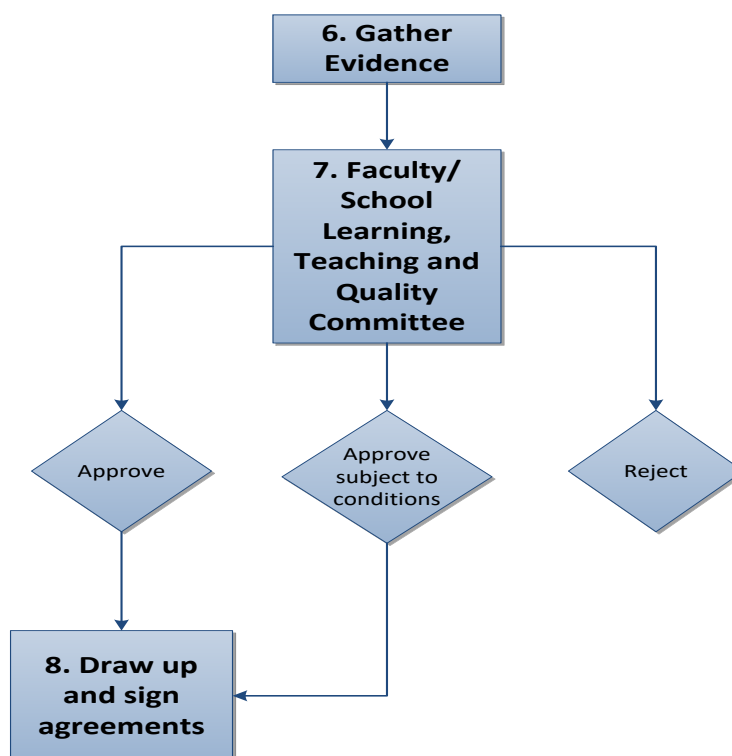 6. Gather
Evidence
7. Faculty/
School
Learning,
Teaching and
Quality
Committee
Approve
Approve
subject to
conditions
Reject
8. Draw up
and sign
agreements